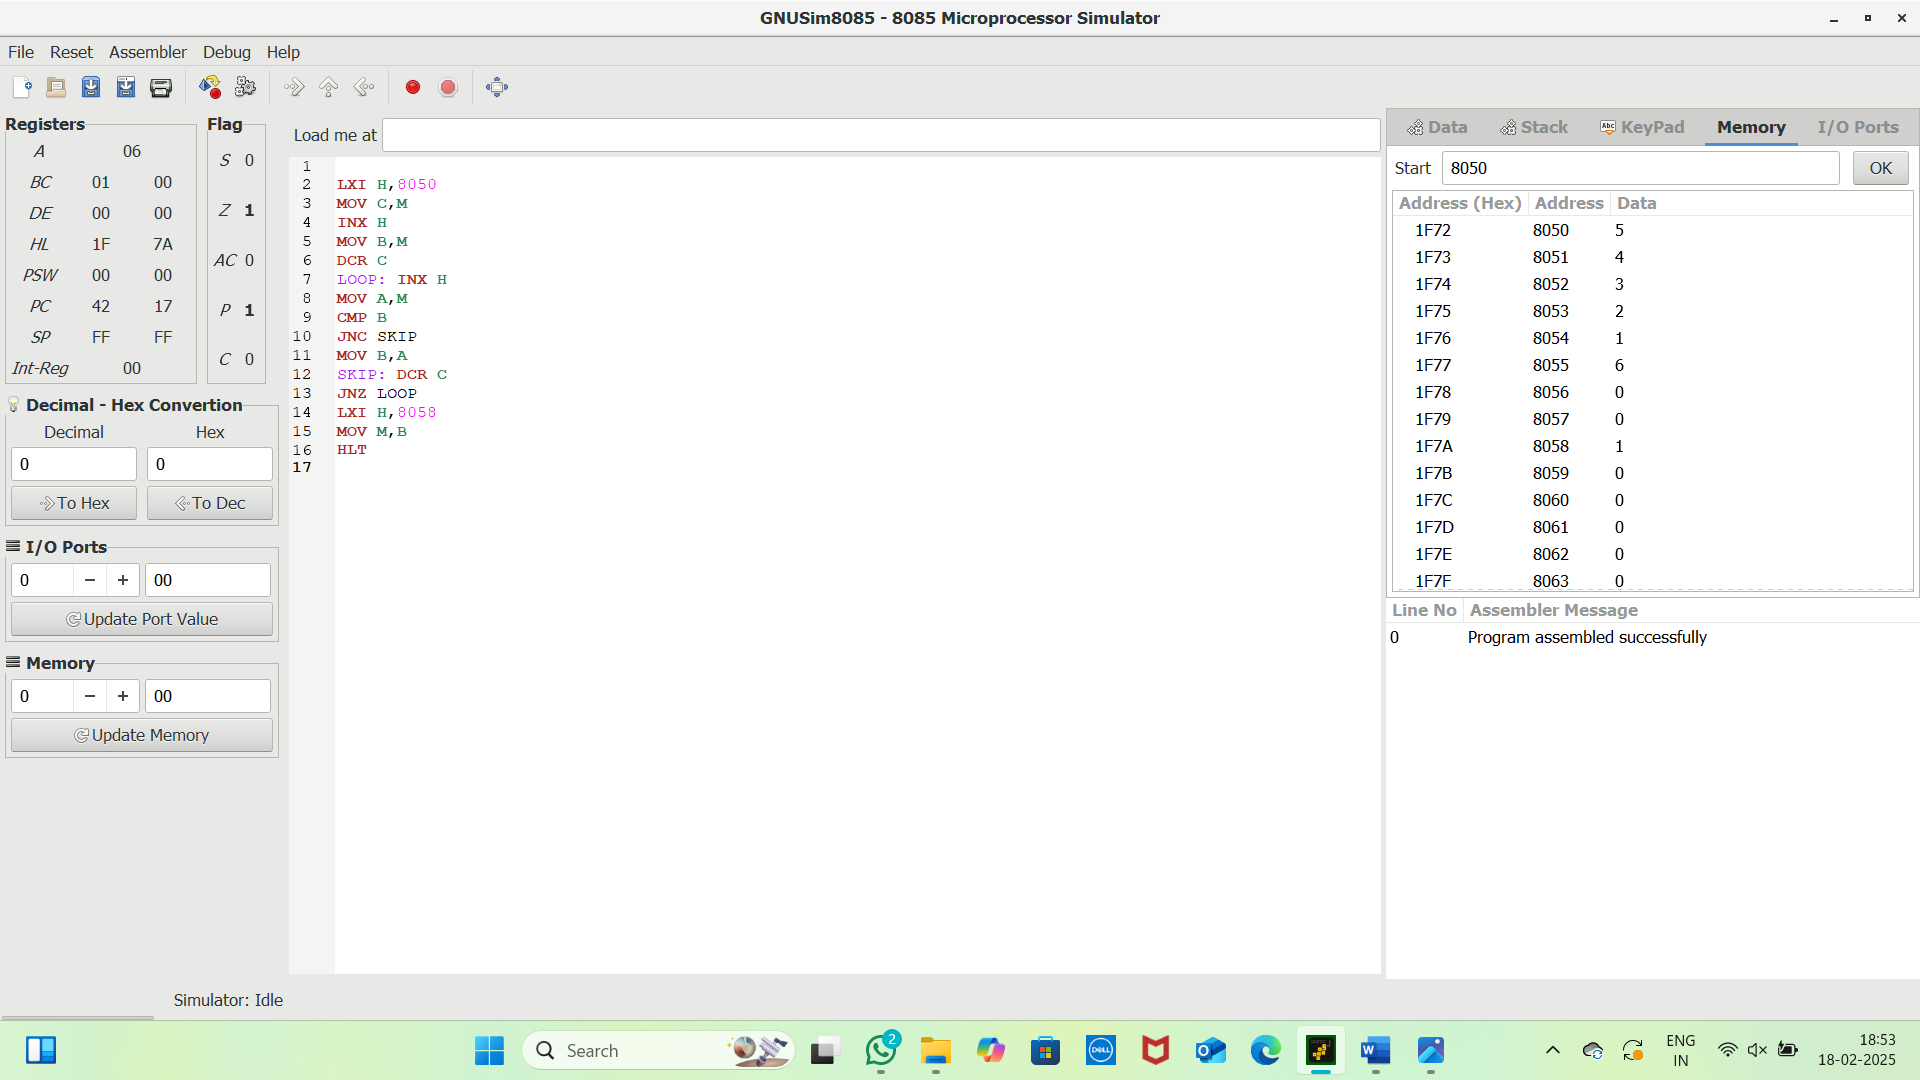 GNUSim8085 - 8085 Microprocessor Simulator
File Reset Assembler Debug Help
Registers
A 06
BC 01 00
DE 00 00
HL 1F 7A
PSW 00 00
PC 42 17
SP FF FF
Int-Reg 00
Flag
S 0
Z 1
AC 0
P 1
C 0
Decimal - Hex Convertion
Decimal Hex
0 0
To Hex To Dec
I/O Ports
0 − + 00
Update Port Value
Memory
0 − + 00
Update Memory
Load me at
1
2 LXI H,8050
3 MOV C,M
4 INX H
5 MOV B,M
6 DCR C
7 LOOP: INX H
8 MOV A,M
9 CMP B
10 JNC SKIP
11 MOV B,A
12 SKIP: DCR C
13 JNZ LOOP
14 LXI H,8058
15 MOV M,B
16 HLT
17
Data Stack Abc KeyPad Memory I/O Ports
Start 8050 OK
Address (Hex) Address Data
1F72 8050 5
1F73 8051 4
1F74 8052 3
1F75 8053 2
1F76 8054 1
1F77 8055 6
1F78 8056 0
1F79 8057 0
1F7A 8058 1
1F7B 8059 0
1F7C 8060 0
1F7D 8061 0
1F7E 8062 0
1F7F 8063 0
Line No Assembler Message
0 Program assembled successfully
Simulator: Idle
Search
2
DELL
W
ENG
IN
18:53
18-02-2025